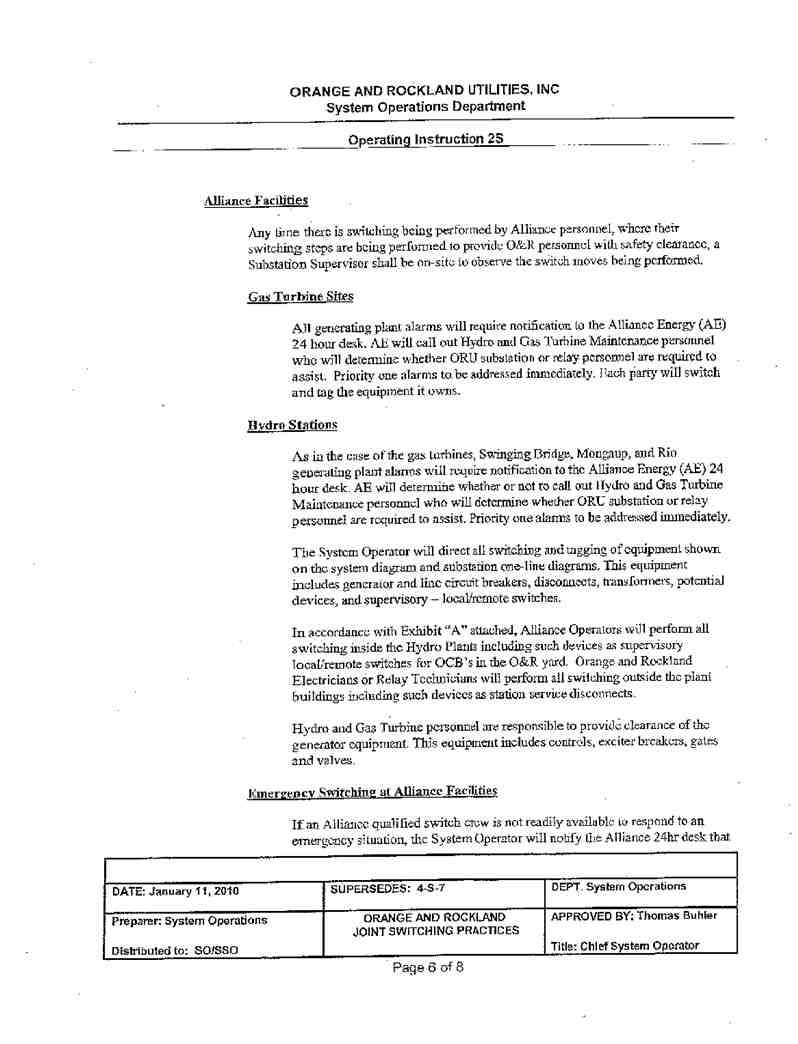 ORANGE AND ROCKLAND UTILITIES, INC
System Operations Department
Operating Instruction 2S
Alliance Facilities
Any time there is switching being performed by Alliance personnel, where their
switching steps are being performed to provide O&R personnel with safety clearance, a
Substation Supervisor shall be on-site to observe the switch moves being performed.
Gas Turbine Sites
All generating plant alarms will require notification to the Alliance Energy (AE)
24 hour desk. AE will call out Hydro and Gas Turbine Maintenance personnel
who will determine whether ORU substation or relay personnel are required to
assist. Priority one alarms to be addressed immediately. Each party will switch
and tag the equipment it owns.
Hydro Stations
As in the case of the gas turbines, Swinging Bridge, Mongaup, and Rio
generating plant alarms will require notification to the Alliance Energy (AE) 24
hour desk. AE will determine whether or not to call out Hydro and Gas Turbine
Maintenance personnel who will determine whether ORU substation or relay
personnel are required to assist. Priority one alarms to be addressed immediately.
The System Operator will direct all switching and tagging of equipment shown
on the system diagram and substation one-line diagrams. This equipment
includes generator and line circuit breakers, disconnects, transformers, potential
devices, and supervisory – local/remote switches.
In accordance with Exhibit "A" attached, Alliance Operators will perform all
switching inside the Hydro Plants including such devices as supervisory
local/remote switches for OCB's in the O&R yard. Orange and Rockland
Electricians or Relay Technicians will perform all switching outside the plant
buildings including such devices as station service disconnects.
Hydro and Gas Turbine personnel are responsible to provide clearance of the
generator equipment. This equipment includes controls, exciter breakers, gates
and valves.
Emergency Switching at Alliance Facilities
If an Alliance qualified switch crew is not readily available to respond to an
emergency situation, the System Operator will notify the Alliance 24hr desk that
DATE: January 11, 2010
SUPERSEDES: 4-S-7
DEPT. System Operations
Preparer: System Operations
Distributed to: SO/SSO
ORANGE AND ROCKLAND
JOINT SWITCHING PRACTICES
APPROVED BY: Thomas Buhler
Title: Chief System Operator
Page 6 of 8